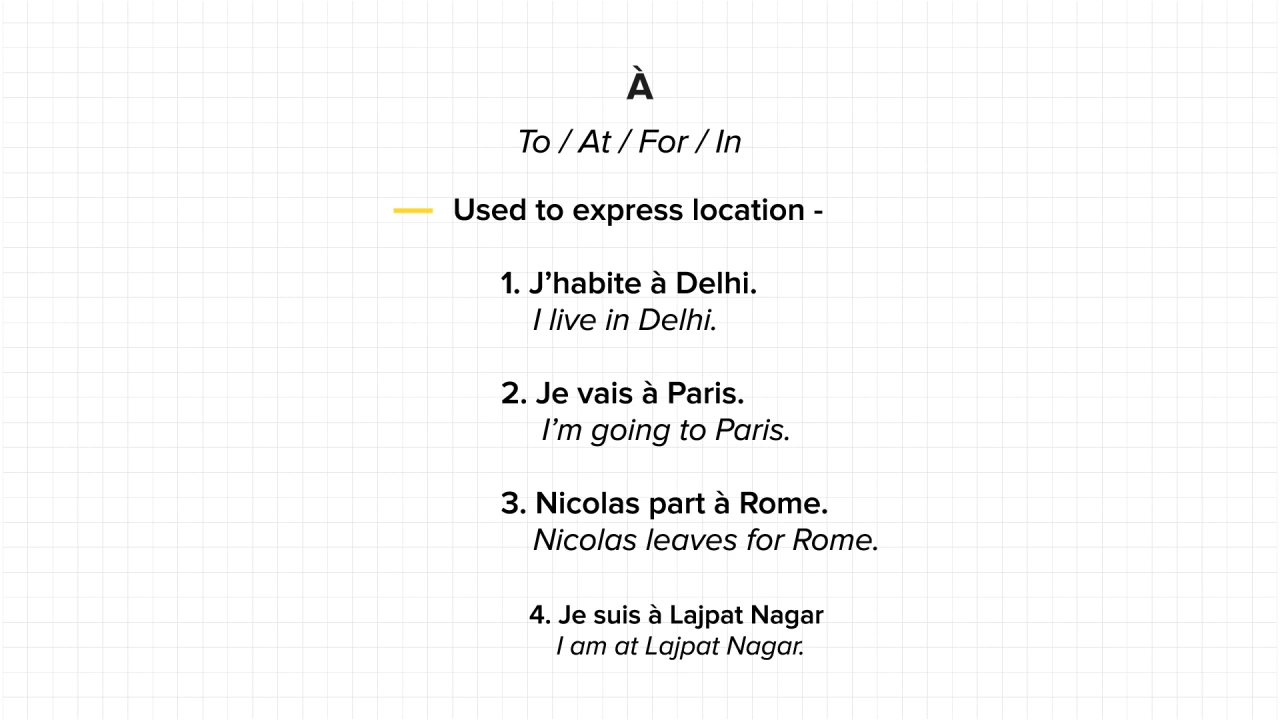 À
To / At / For / In
Used to express location -
1. J’habite à Delhi.
I live in Delhi.
2. Je vais à Paris.
I’m going to Paris.
3. Nicolas part à Rome.
Nicolas leaves for Rome.
4. Je suis à Lajpat Nagar
I am at Lajpat Nagar.